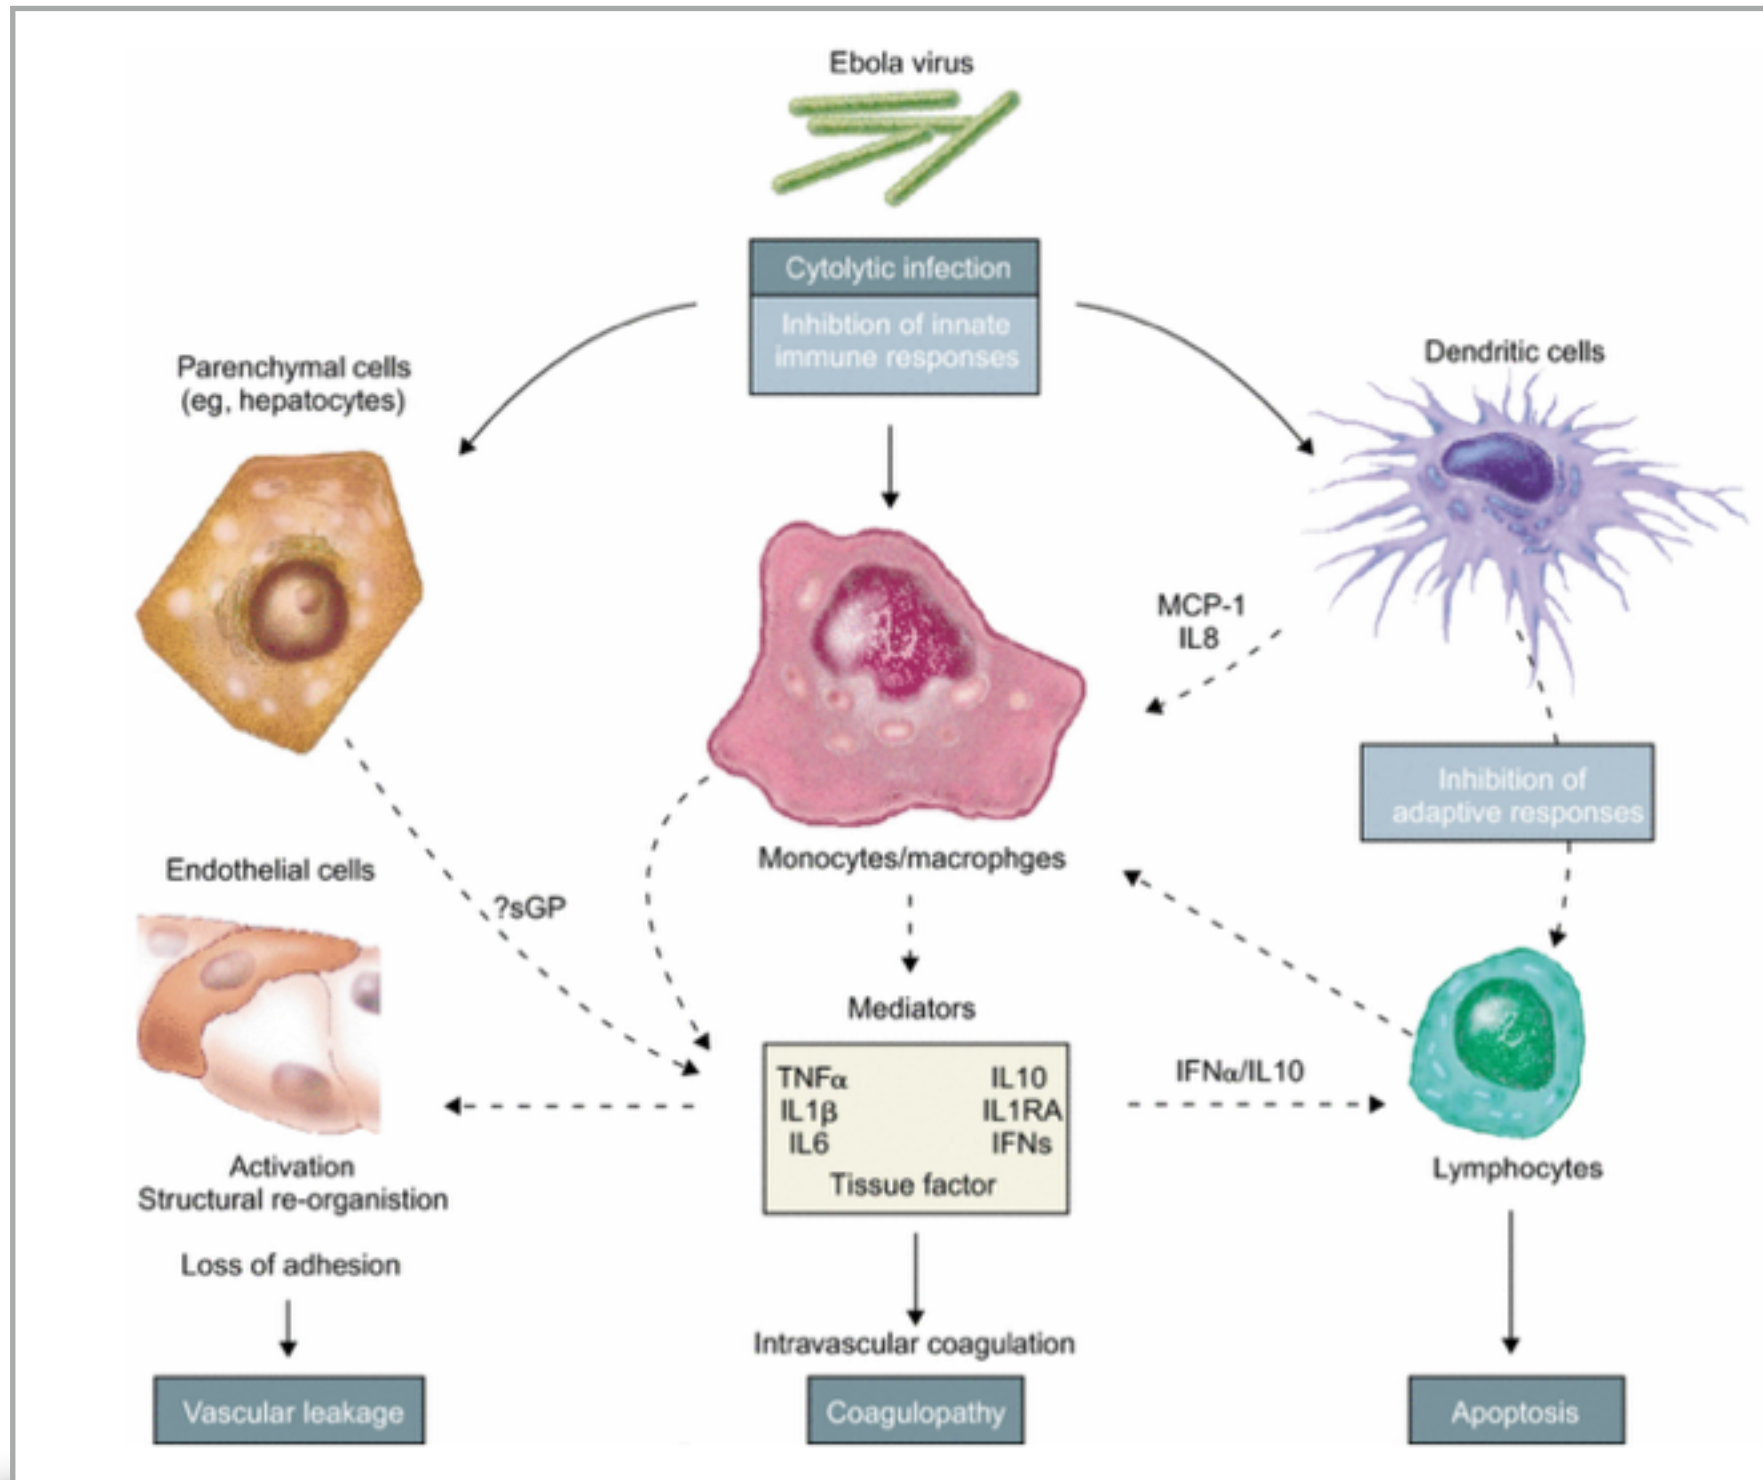 Ebola virus
Cytolytic infection
Inhibtion of innate
immune responses
Parenchymal cells
(eg, hepatocytes)
Dendritic cells
MCP-1
IL8
Inhibition of
adaptive responses
Monocytes/macrophges
Endothelial cells
?sGP
Mediators
TNFα IL10
IL1β IL1RA
IL6 IFNs
Tissue factor
IFNα/IL10
Lymphocytes
Activation
Structural re-organistion
Loss of adhesion
Intravascular coagulation
Vascular leakage
Coagulopathy
Apoptosis